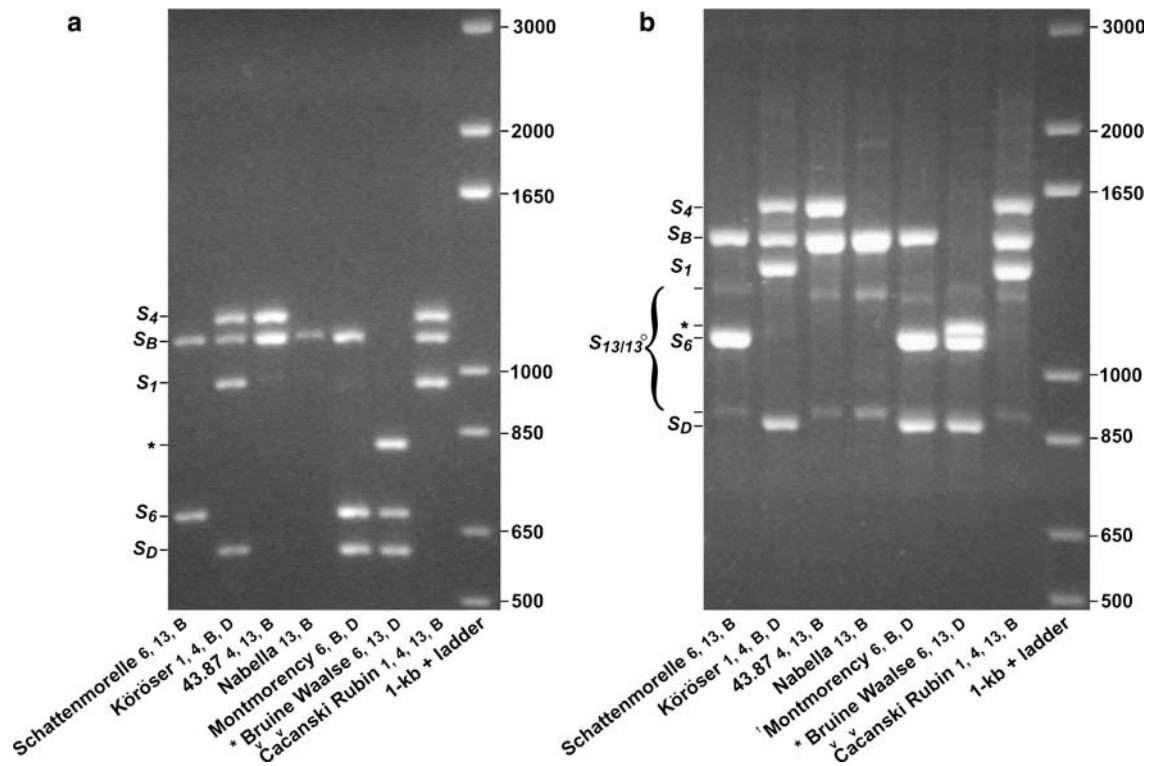 a
3000
2000
1650
1000
850
650
500
S4
SB
S1
*
S6
SD
Schattenmorelle 6, 13, B
Köröser 1, 4, B, D
43.87 4, 13, B
Nabella 13, B
Montmorency 6, B, D
* Bruine Waalse 6, 13, D
Čačanski Rubin 1, 4, 13, B
1-kb + ladder
b
3000
2000
1650
1000
850
650
500
S4
SB
S1
*
S6
S13/13°
SD
Schattenmorelle 6, 13, B
Köröser 1, 4, B, D
43.87 4, 13, B
Nabella 13, B
'Montmorency 6, B, D
* Bruine Waalse 6, 13, D
Čačanski Rubin 1, 4, 13, B
1-kb + ladder